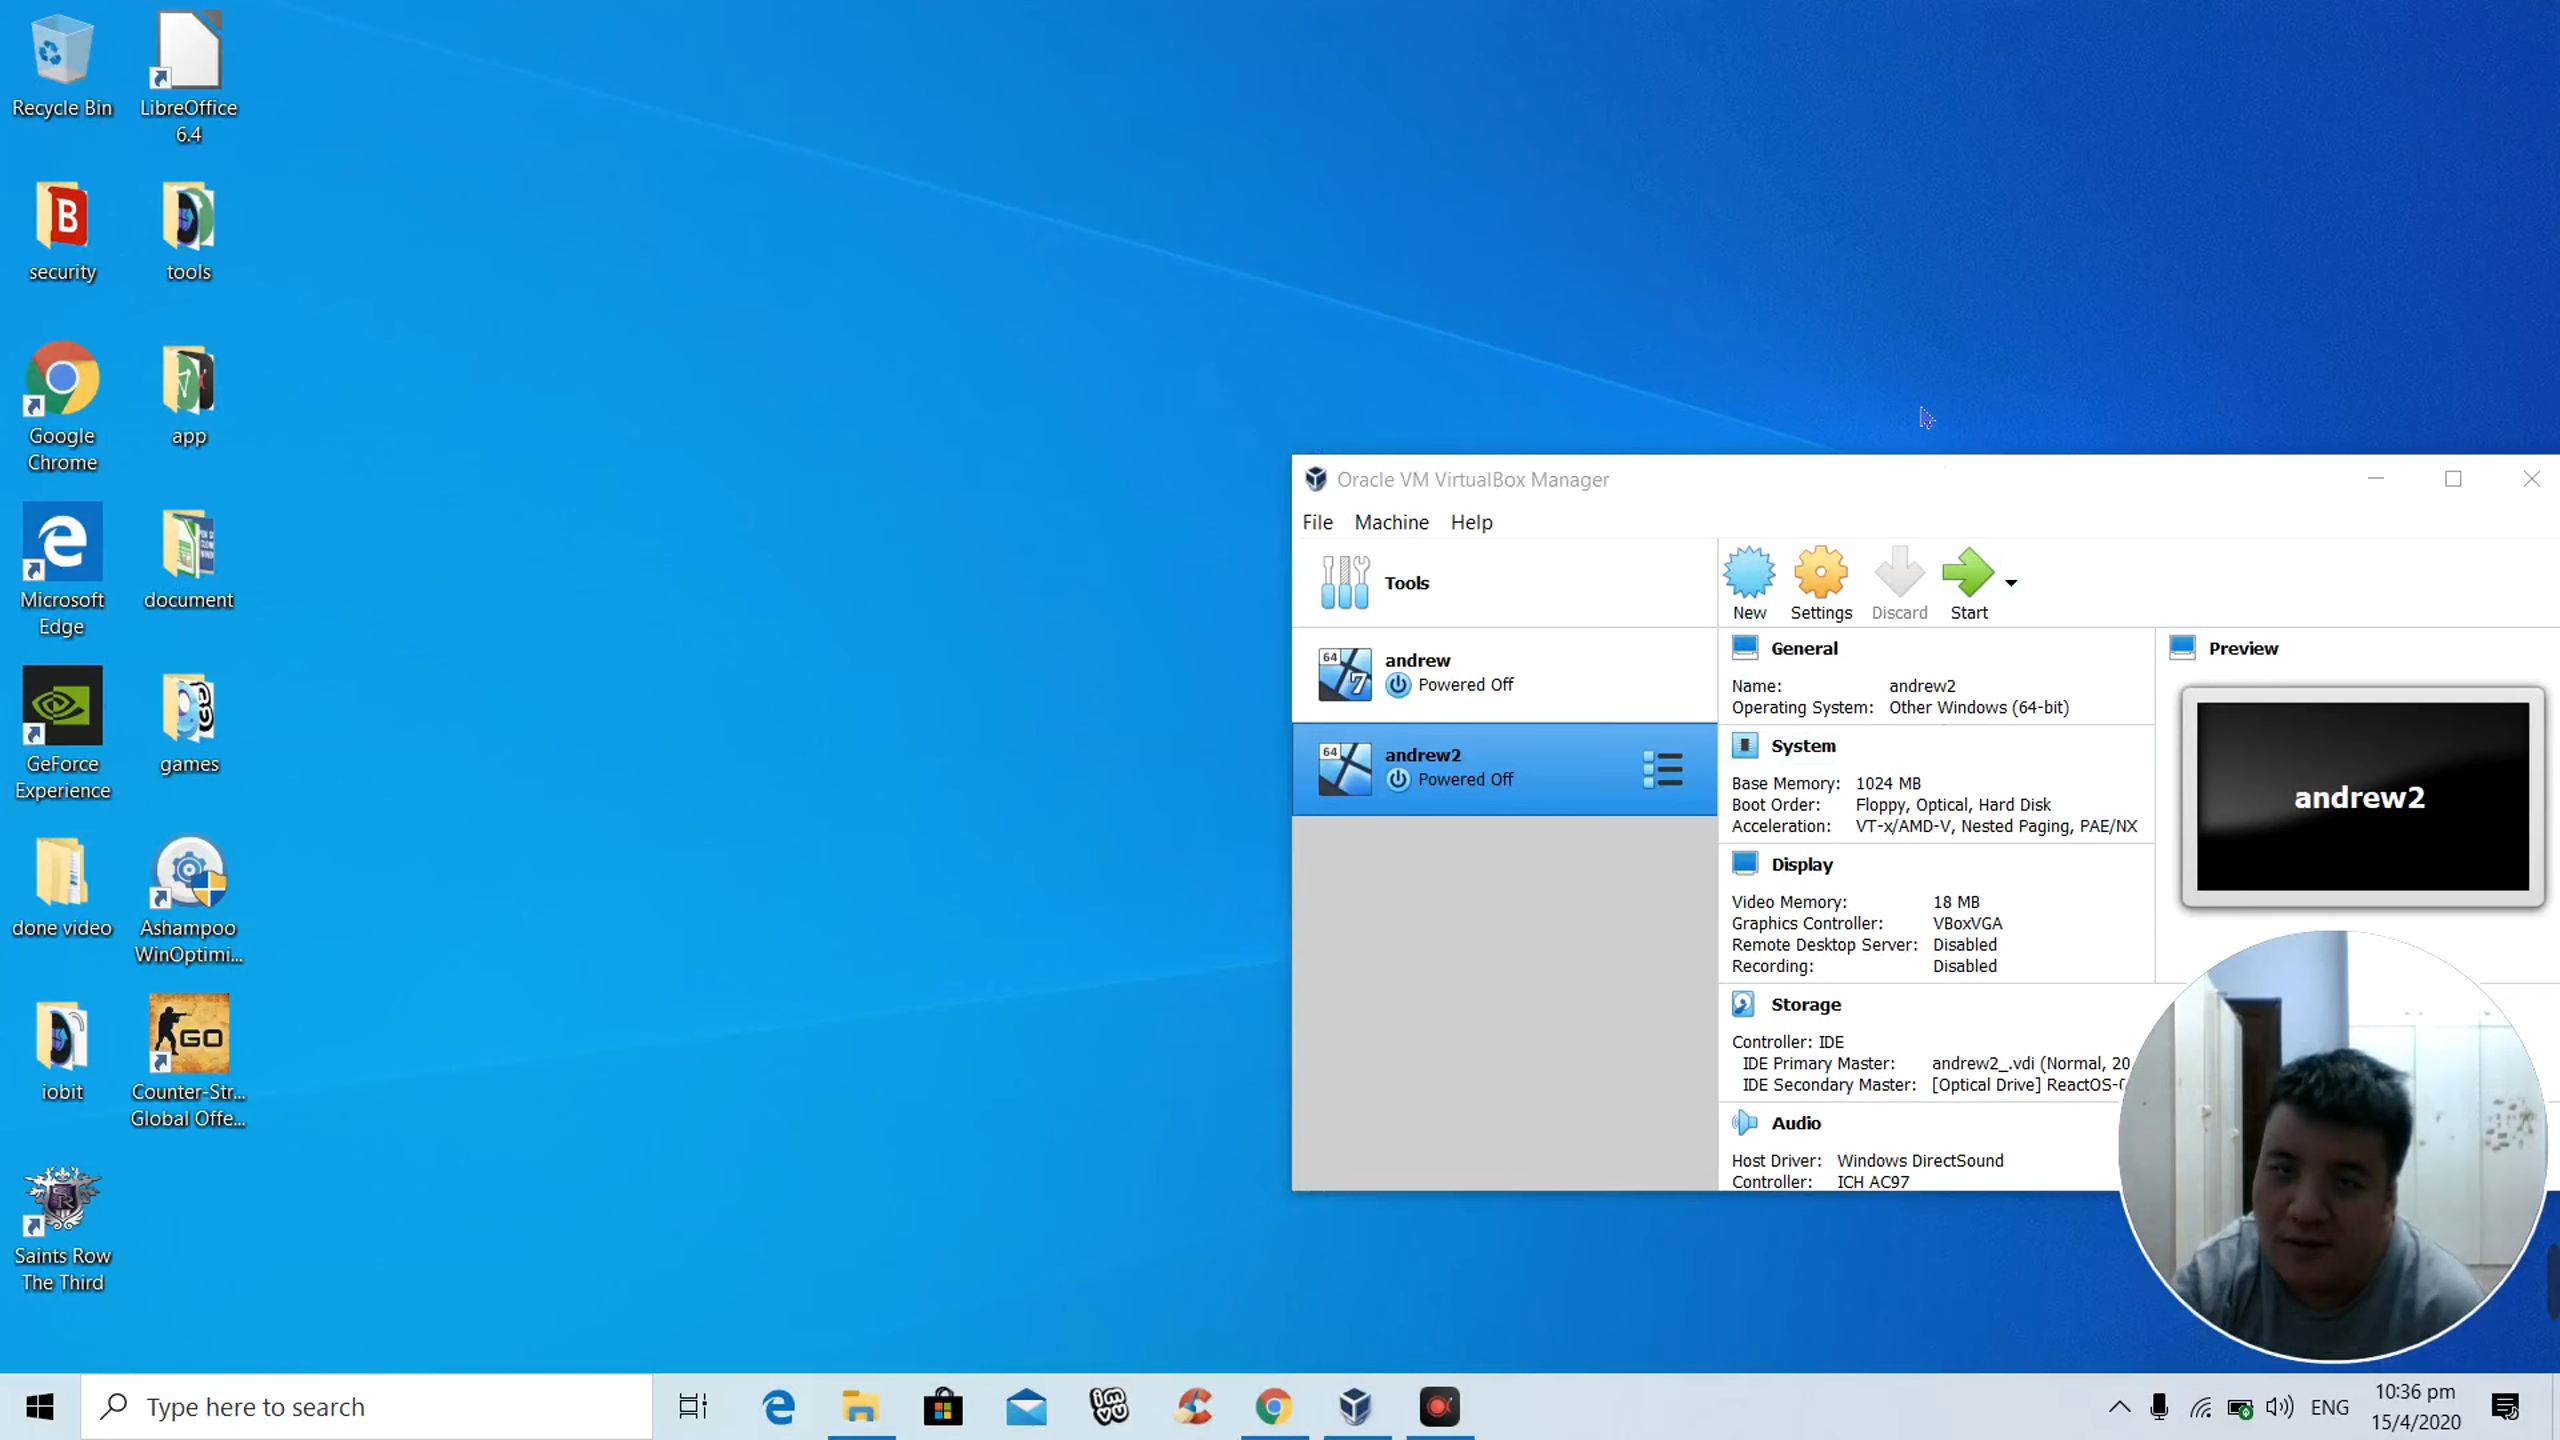 Recycle Bin
LibreOffice
6.4
security
tools
Google
Chrome
app
Microsoft
Edge
document
GeForce
Experience
games
done video
Ashampoo
WinOptimi...
iobit
Counter-Str...
Global Offe...
GO
Saints Row
The Third
Oracle VM VirtualBox Manager
File Machine Help
Tools
New
Settings
Discard
Start
64
7
andrew
Powered Off
64
andrew2
Powered Off
General
Name: andrew2
Operating System: Other Windows (64-bit)
System
Base Memory: 1024 MB
Boot Order: Floppy, Optical, Hard Disk
Acceleration: VT-x/AMD-V, Nested Paging, PAE/NX
Display
Video Memory: 18 MB
Graphics Controller: VBoxVGA
Remote Desktop Server: Disabled
Recording: Disabled
Storage
Controller: IDE
IDE Primary Master: andrew2_.vdi (Normal, 20
IDE Secondary Master: [Optical Drive] ReactOS-
Audio
Host Driver: Windows DirectSound
Controller: ICH AC97
Preview
andrew2
Type here to search
ENG
10:36 pm
15/4/2020